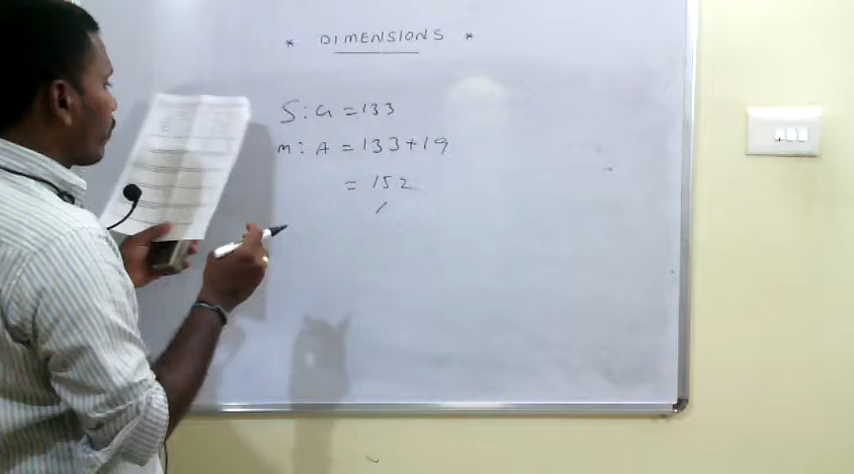 * DIMENSIONS *
S: G = 133
M: A = 133 + 19
= 152